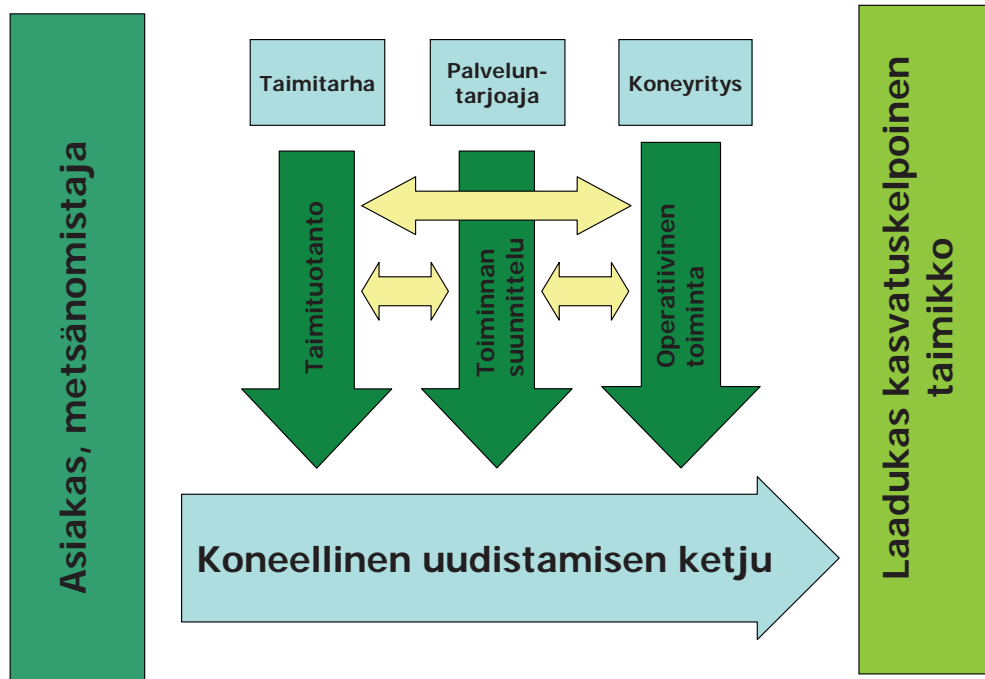 Asiakas, metsänomistaja
Taimitarha
Palvelun-
tarjoaja
Koneyritys
Taimituotanto
Toiminnan
suunnittelu
Operatiivinen
toiminta
Koneellinen uudistamisen ketju
Laadukas kasvatuskelpoinen
taimikko